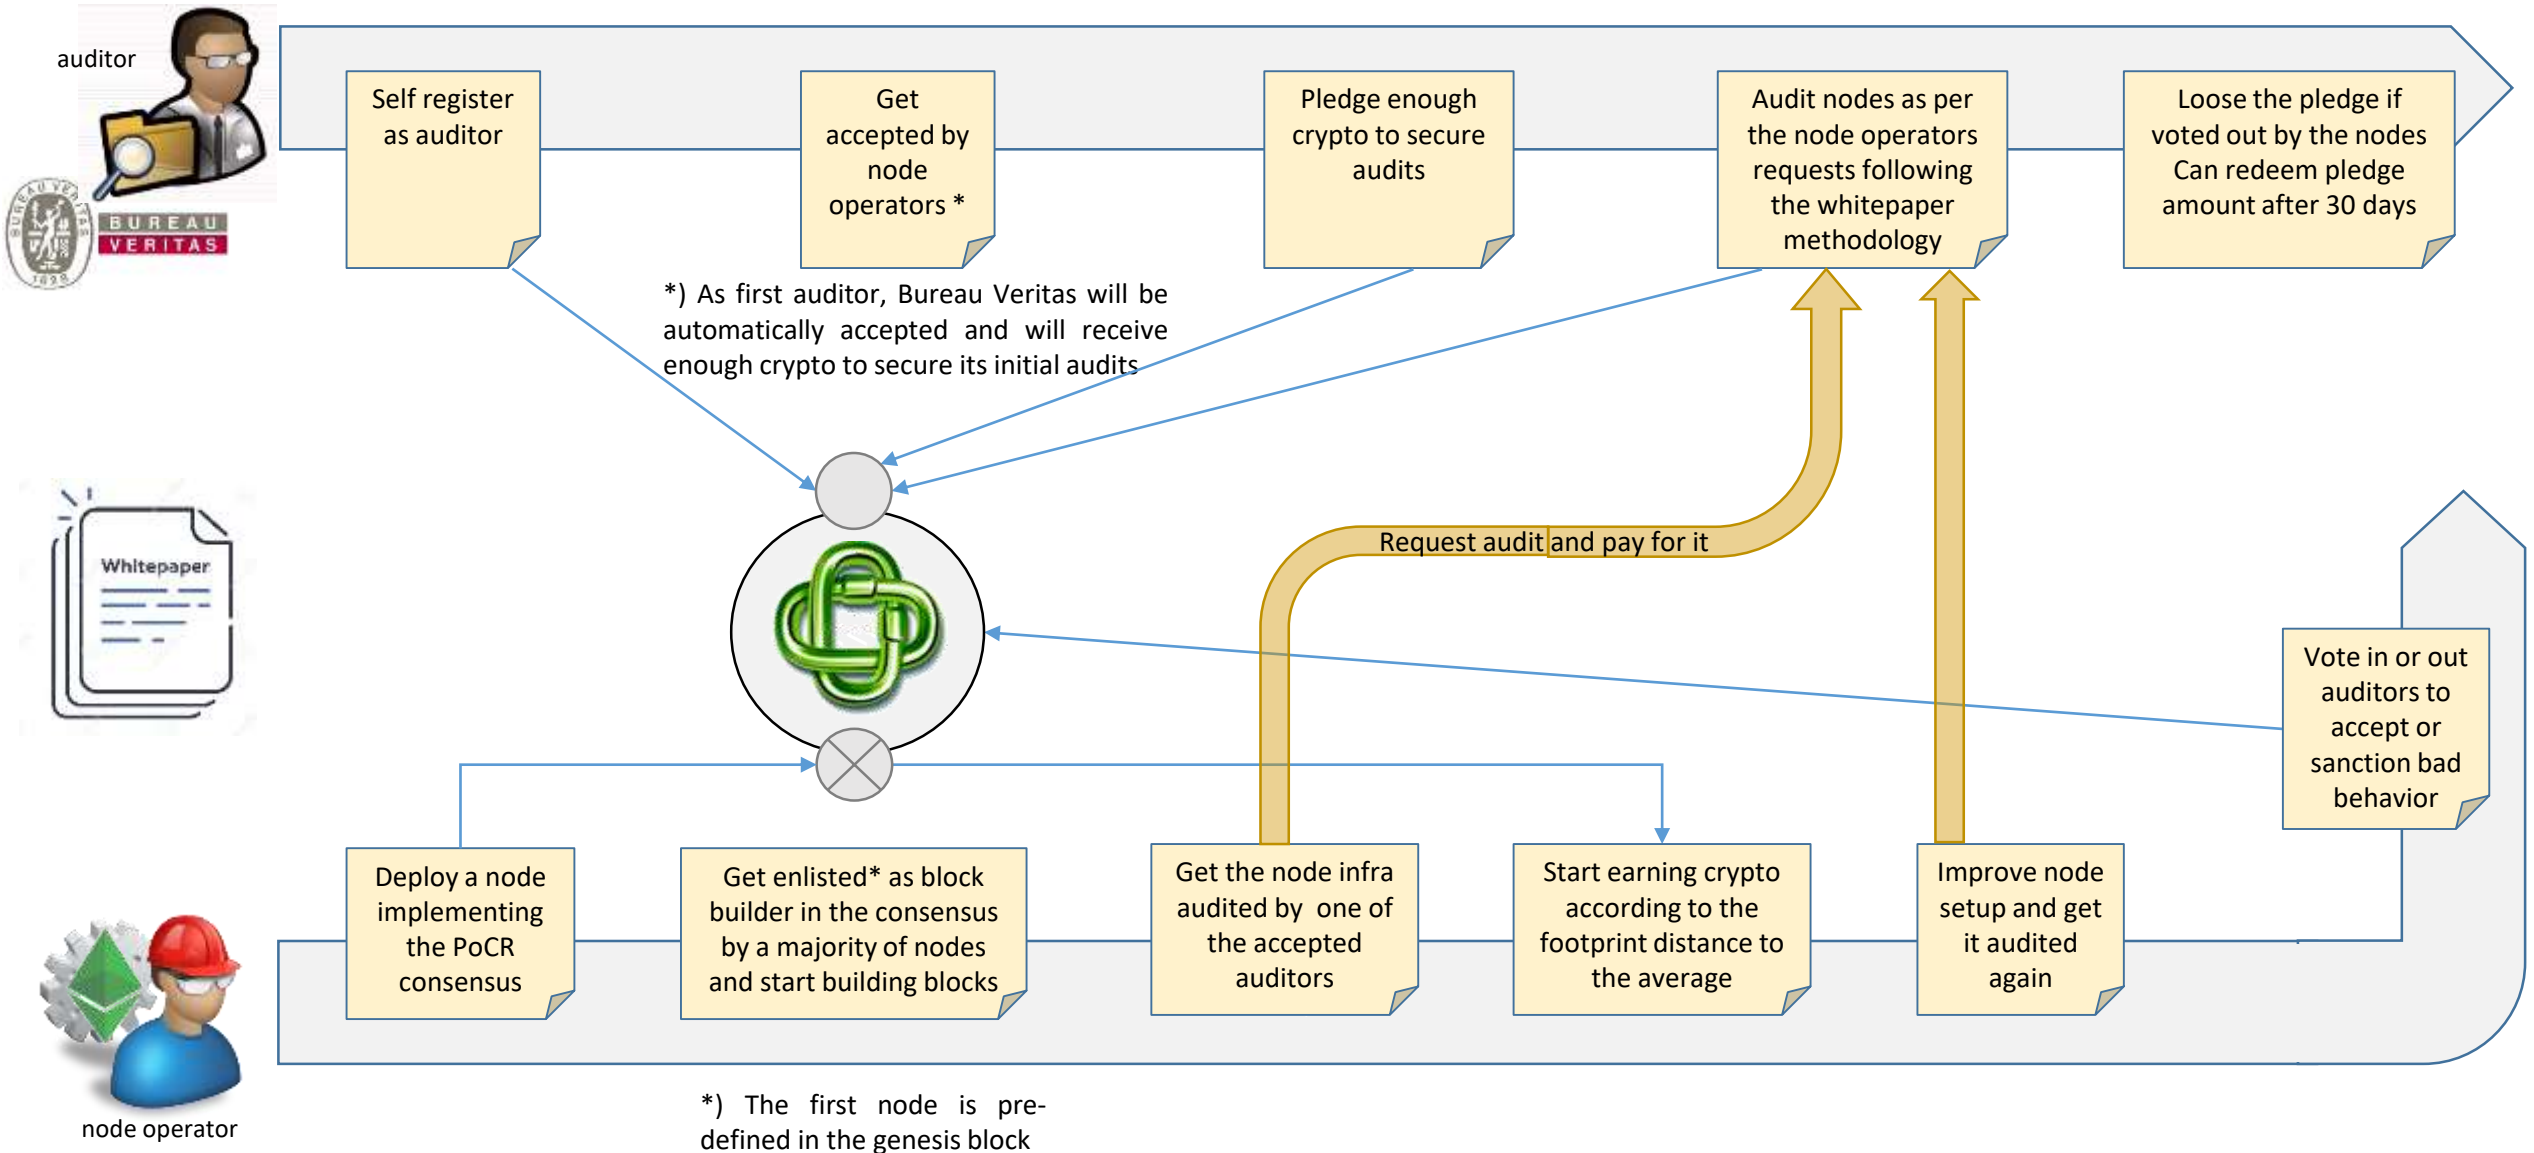 auditor
Self register
as auditor
Get
accepted by
node
operators *
Pledge enough
crypto to secure
audits
Audit nodes as per
the node operators
requests following
the whitepaper
methodology
Loose the pledge if
voted out by the nodes
Can redeem pledge
amount after 30 days
BUREAU VERITAS
1828
BUREAU
VERITAS
*) As first auditor, Bureau Veritas will be
automatically accepted and will receive
enough crypto to secure its initial audits
Whitepaper
Request audit and pay for it
Vote in or out
auditors to
accept or
sanction bad
behavior
Deploy a node
implementing
the PoCR
consensus
Get enlisted* as block
builder in the consensus
by a majority of nodes
and start building blocks
Get the node infra
audited by one of
the accepted
auditors
Start earning crypto
according to the
footprint distance to
the average
Improve node
setup and get
it audited
again
node operator
*) The first node is pre-
defined in the genesis block